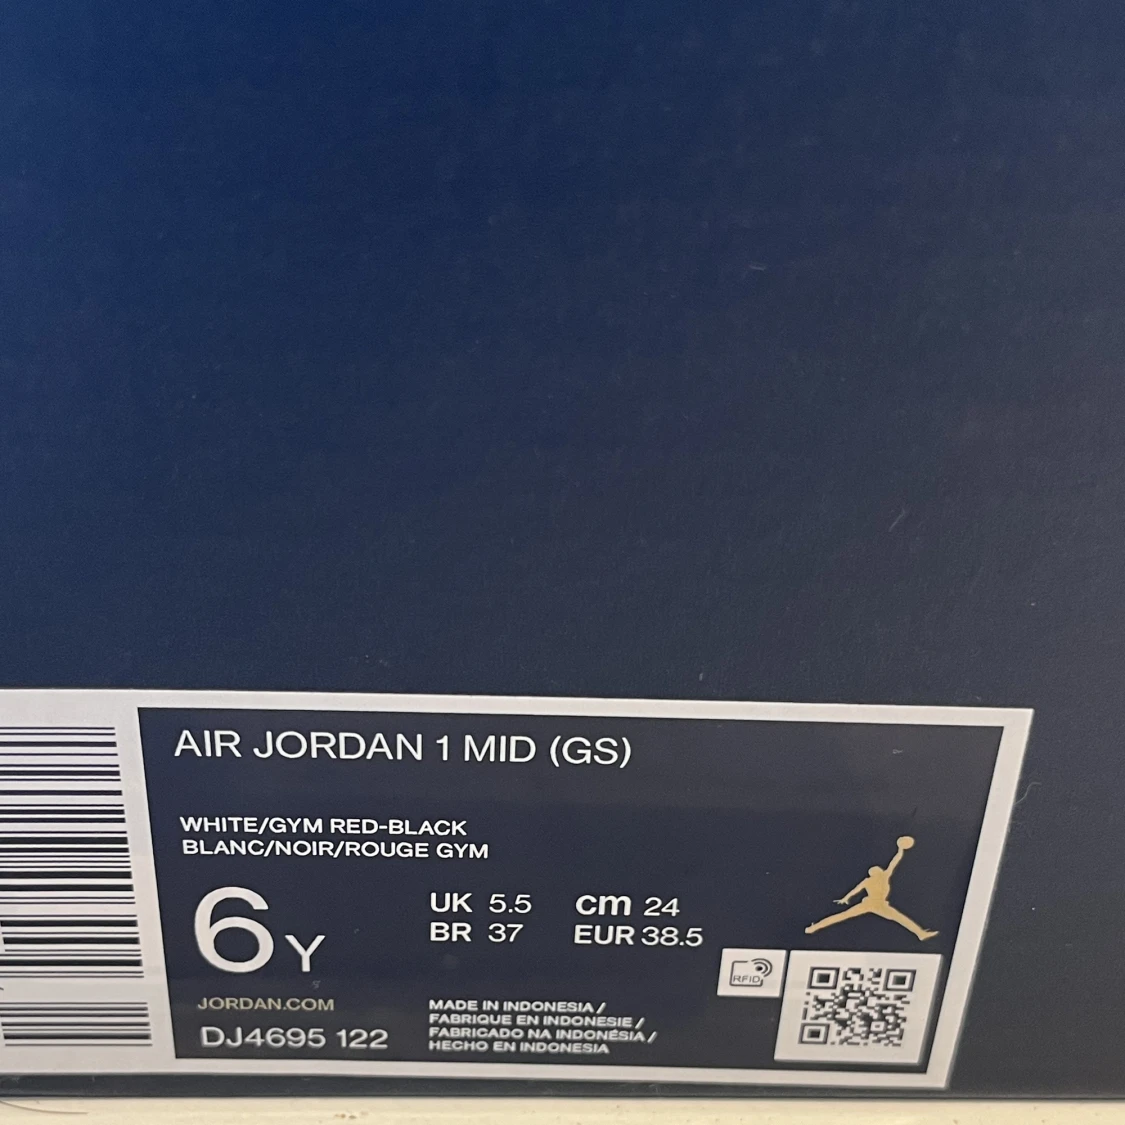 AIR JORDAN 1 MID (GS)
WHITE/GYM RED-BLACK
BLANC/NOIR/ROUGE GYM
6Y
UK 5.5 cm 24
BR 37 EUR 38.5
RFID
JORDAN.COM
DJ4695 122
MADE IN INDONESIA /
FABRIQUE EN INDONESIE /
FABRICADO NA INDONÉSIA /
HECHO EN INDONESIA